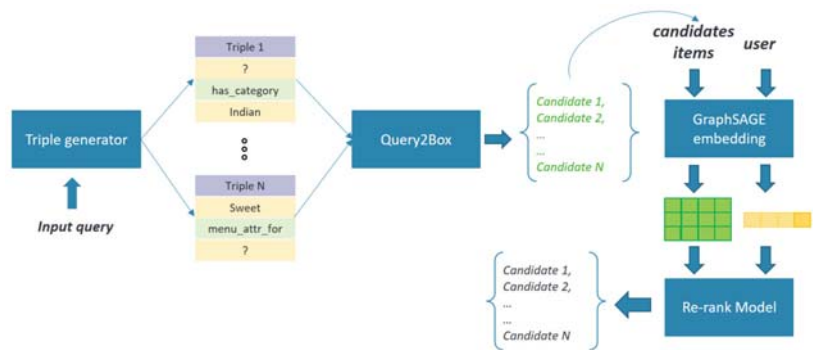 Input query
Triple generator
Triple 1
?
has_category
Indian
Triple N
Sweet
menu_attr_for
?
Query2Box
Candidate 1,
Candidate 2,
...
...
Candidate N
candidates
items
user
GraphSAGE
embedding
Re-rank Model
Candidate 1,
Candidate 2,
...
...
Candidate N